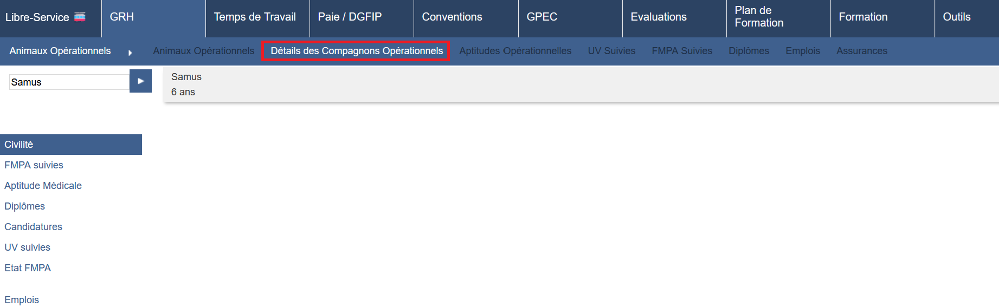 Libre-Service
GRH
Temps de Travail
Paie / DGFIP
Conventions
GPEC
Evaluations
Plan de
Formation
Formation
Outils
Animaux Opérationnels
Animaux Opérationnels
Détails des Compagnons Opérationnels
Aptitudes Opérationnelles
UV Suivies
FMPA Suivies
Diplômes
Emplois
Assurances
Samus
Samus
6 ans
Civilité
FMPA suivies
Aptitude Médicale
Diplômes
Candidatures
UV suivies
Etat FMPA
Emplois